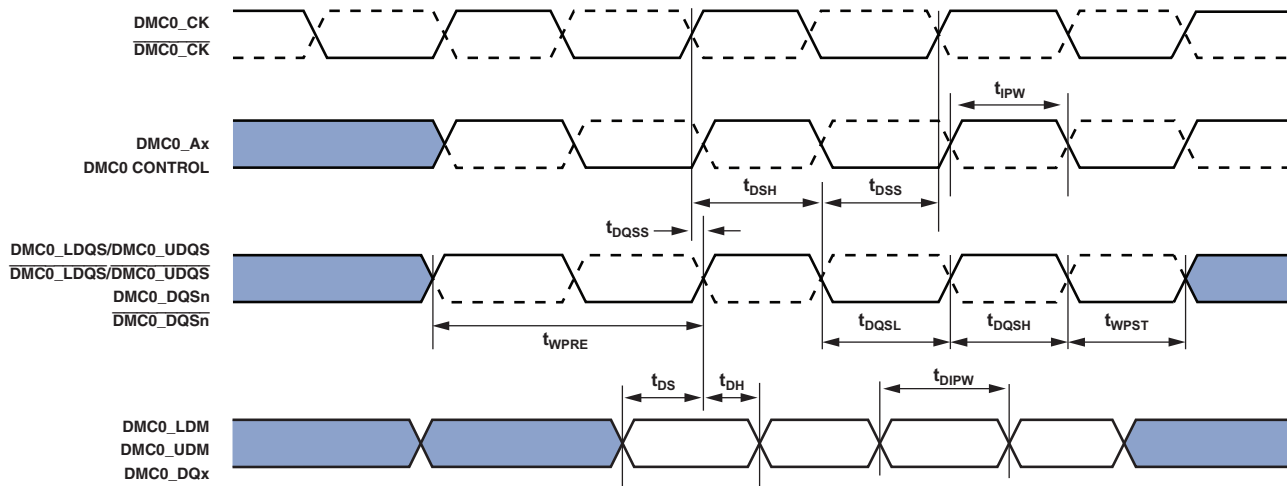 DMC0_CK
DMC0_CK
tIPW
DMC0_Ax
DMC0 CONTROL
tDSH
tDSS
tDQSS
DMC0_LDQS/DMC0_UDQS
DMC0_LDQS/DMC0_UDQS
DMC0_DQSn
DMC0_DQSn
tWPRE
tDQSL
tDQSH
tWPST
tDS
tDH
tDIPW
DMC0_LDM
DMC0_UDM
DMC0_DQx